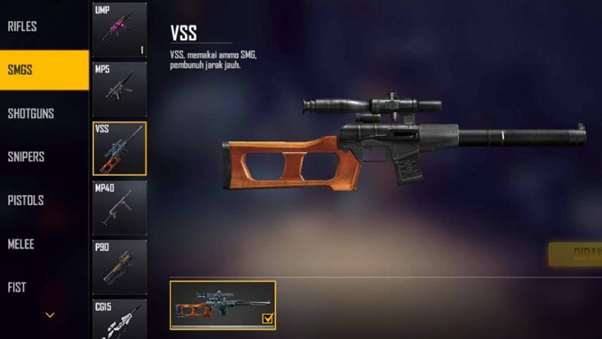 RIFLES
SMGS
SHOTGUNS
SNIPERS
PISTOLS
MELEE
FIST
UMP
1
MP5
VSS
MP40
P90
CG15
VSS
VSS, memakai ammo SMG,
pembunuh jarak jauh.